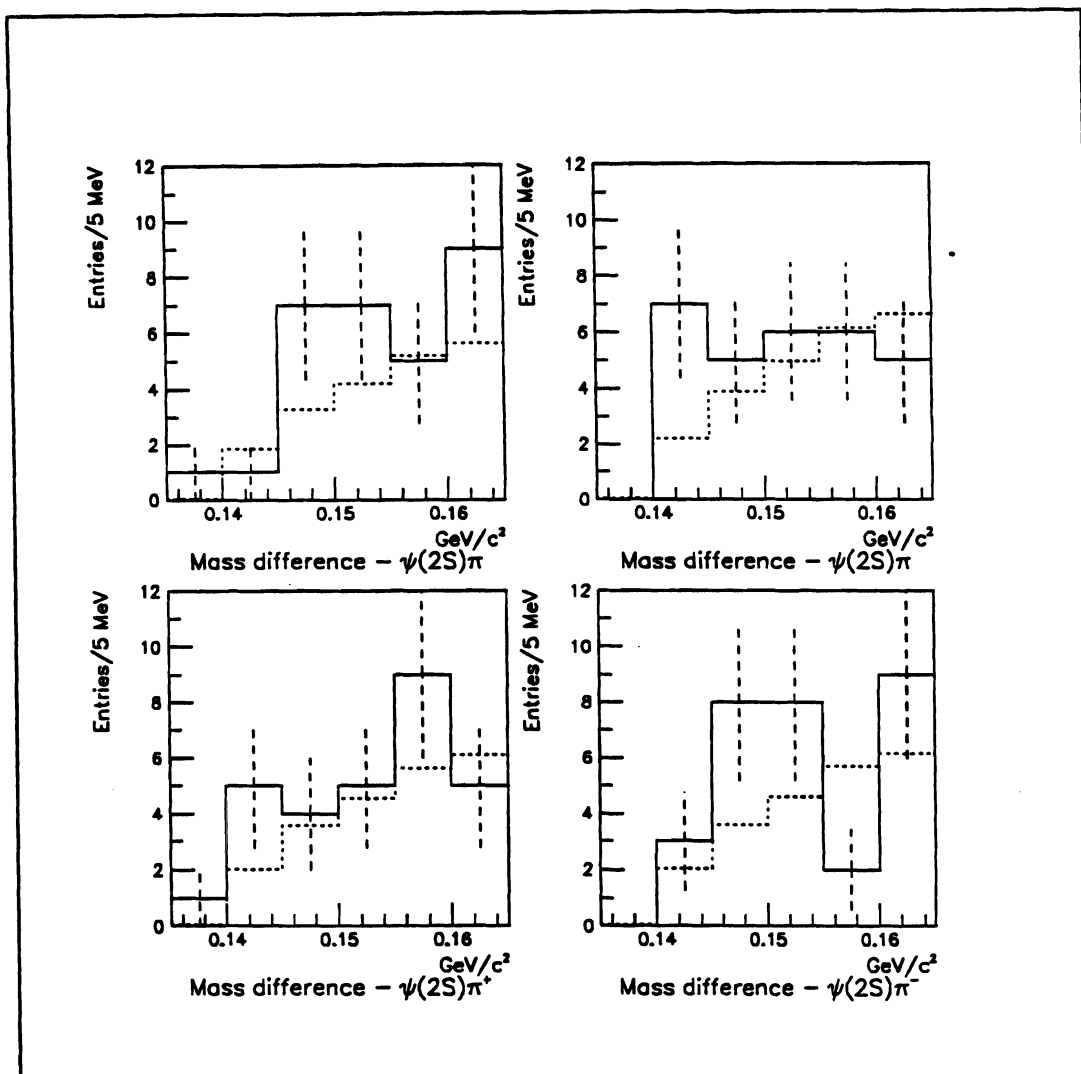 Entries/5 MeV
12
10
8
6
4
2
0
0.14 0.15 0.16
GeV/c²
Mass difference – ψ(2S)π
Entries/5 MeV
12
10
8
6
4
2
0
0.14 0.15 0.16
GeV/c²
Mass difference – ψ(2S)π
Entries/5 MeV
12
10
8
6
4
2
0
0.14 0.15 0.16
GeV/c²
Mass difference – ψ(2S)π⁺
Entries/5 MeV
12
10
8
6
4
2
0
0.14 0.15 0.16
GeV/c²
Mass difference – ψ(2S)π⁻